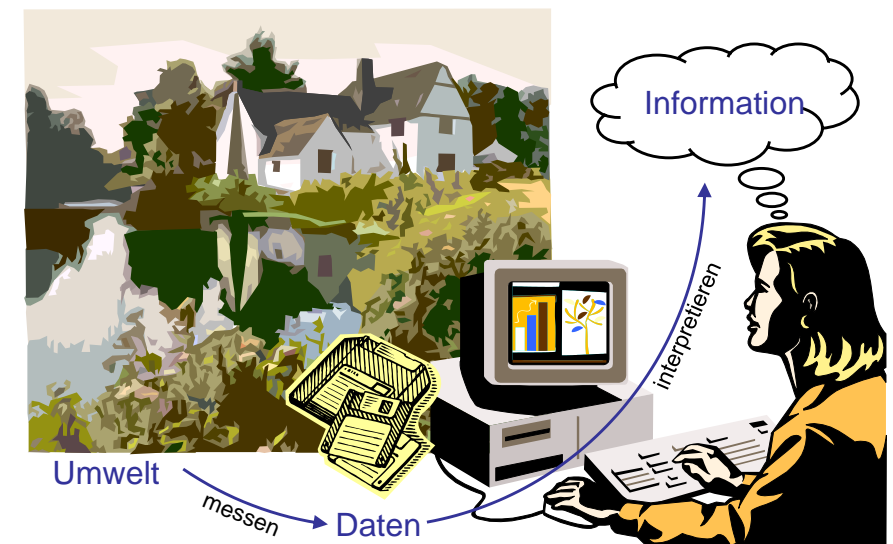 Information
interpretieren
Umwelt
messen
Daten